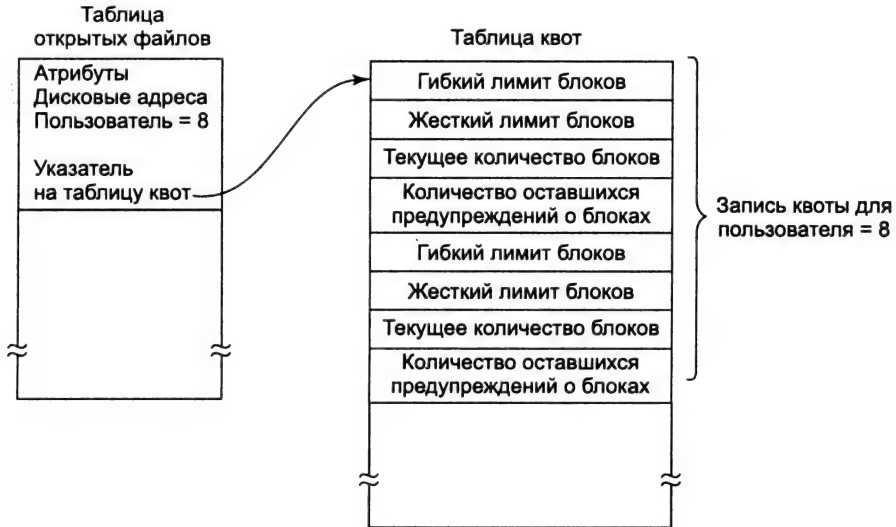 Таблица
открытых файлов
Атрибуты
Дисковые адреса
Пользователь = 8
Указатель
на таблицу квот
Таблица квот
Гибкий лимит блоков
Жесткий лимит блоков
Текущее количество блоков
Количество оставшихся
предупреждений о блоках
Гибкий лимит блоков
Жесткий лимит блоков
Текущее количество блоков
Количество оставшихся
предупреждений о блоках
Запись квоты для
пользователя = 8